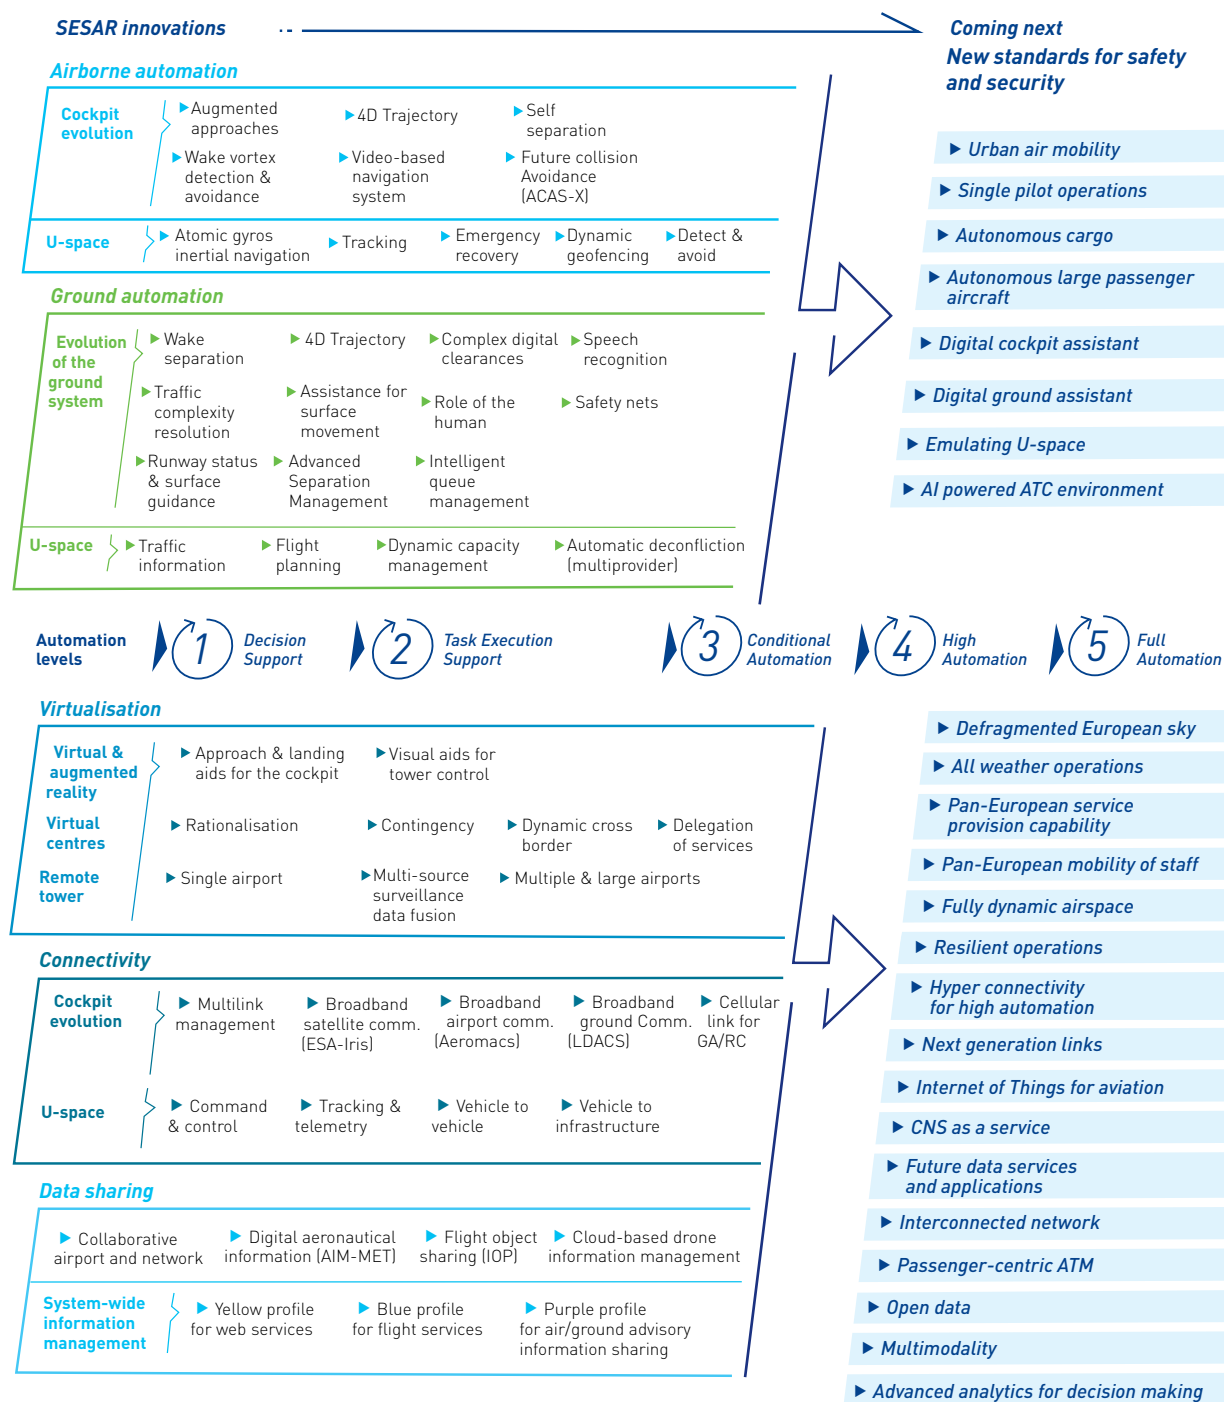 SESAR innovations
Coming next
New standards for safety
and security
Airborne automation
Cockpit
evolution
Augmented
approaches
4D Trajectory
Self
separation
Wake vortex
detection &
avoidance
Video-based
navigation
system
Future collision
Avoidance
(ACAS-X)
U-space
Atomic gyros
inertial navigation
Tracking
Emergency
recovery
Dynamic
geofencing
Detect &
avoid
Ground automation
Evolution
of the
ground
system
Wake
separation
4D Trajectory
Complex digital
clearances
Speech
recognition
Traffic
complexity
resolution
Assistance for
surface
movement
Role of the
human
Safety nets
Runway status
& surface
guidance
Advanced
Separation
Management
Intelligent
queue
management
U-space
Traffic
information
Flight
planning
Dynamic capacity
management
Automatic deconfliction
(multiprovider)
Urban air mobility
Single pilot operations
Autonomous cargo
Autonomous large passenger
aircraft
Digital cockpit assistant
Digital ground assistant
Emulating U-space
AI powered ATC environment
Automation
levels
1
Decision
Support
2
Task Execution
Support
3
Conditional
Automation
4
High
Automation
5
Full
Automation
Virtualisation
Virtual &
augmented
reality
Approach & landing
aids for the cockpit
Visual aids for
tower control
Virtual
centres
Rationalisation
Contingency
Dynamic cross
border
Delegation
of services
Remote
tower
Single airport
Multi-source
surveillance
data fusion
Multiple & large airports
Connectivity
Cockpit
evolution
Multilink
management
Broadband
satellite comm.
(ESA-Iris)
Broadband
airport comm.
(Aeromacs)
Broadband
ground Comm.
(LDACS)
Cellular
link for
GA/RC
U-space
Command
& control
Tracking &
telemetry
Vehicle to
vehicle
Vehicle to
infrastructure
Data sharing
Collaborative
airport and network
Digital aeronautical
information (AIM-MET)
Flight object
sharing (IOP)
Cloud-based drone
information management
System-wide
information
management
Yellow profile
for web services
Blue profile
for flight services
Purple profile
for air/ground advisory
information sharing
Defragmented European sky
All weather operations
Pan-European service
provision capability
Pan-European mobility of staff
Fully dynamic airspace
Resilient operations
Hyper connectivity
for high automation
Next generation links
Internet of Things for aviation
CNS as a service
Future data services
and applications
Interconnected network
Passenger-centric ATM
Open data
Multimodality
Advanced analytics for decision making